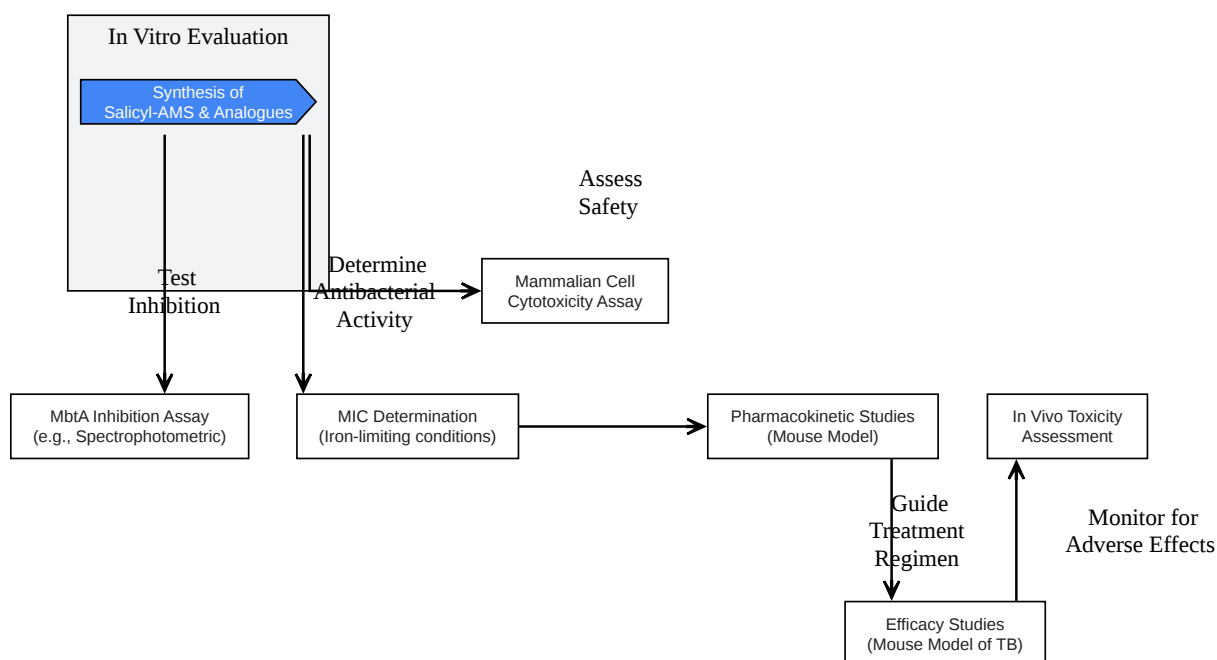 In Vitro Evaluation
Synthesis of
Salicyl-AMS & Analogues
Assess
Safety
Test
Inhibition
Determine
Antibacterial
Activity
Mammalian Cell
Cytotoxicity Assay
MbtA Inhibition Assay
(e.g., Spectrophotometric)
MIC Determination
(Iron-limiting conditions)
Pharmacokinetic Studies
(Mouse Model)
In Vivo Toxicity
Assessment
Guide
Treatment
Regimen
Monitor for
Adverse Effects
Efficacy Studies
(Mouse Model of TB)